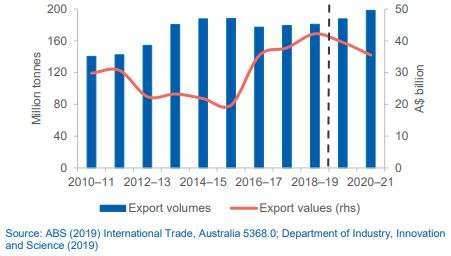 200
160
120
80
40
0
Million tonnes
50
40
30
20
10
0
A$ billion
2010–11 2012–13 2014–15 2016–17 2018–19 2020–21
Export volumes Export values (rhs)
Source: ABS (2019) International Trade, Australia 5368.0; Department of Industry, Innovation
and Science (2019)